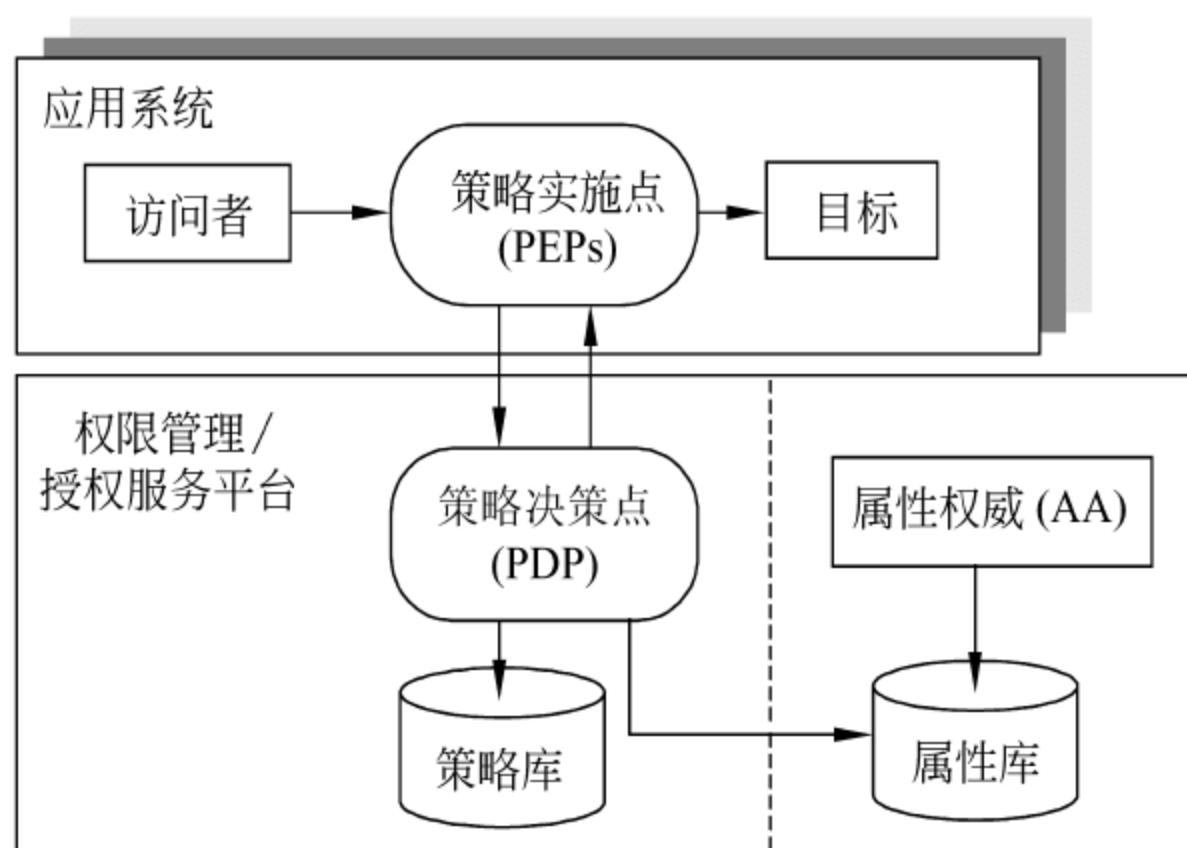 应用系统
访问者
策略实施点
(PEPs)
目标
权限管理/
授权服务平台
策略决策点
(PDP)
属性权威 (AA)
策略库
属性库